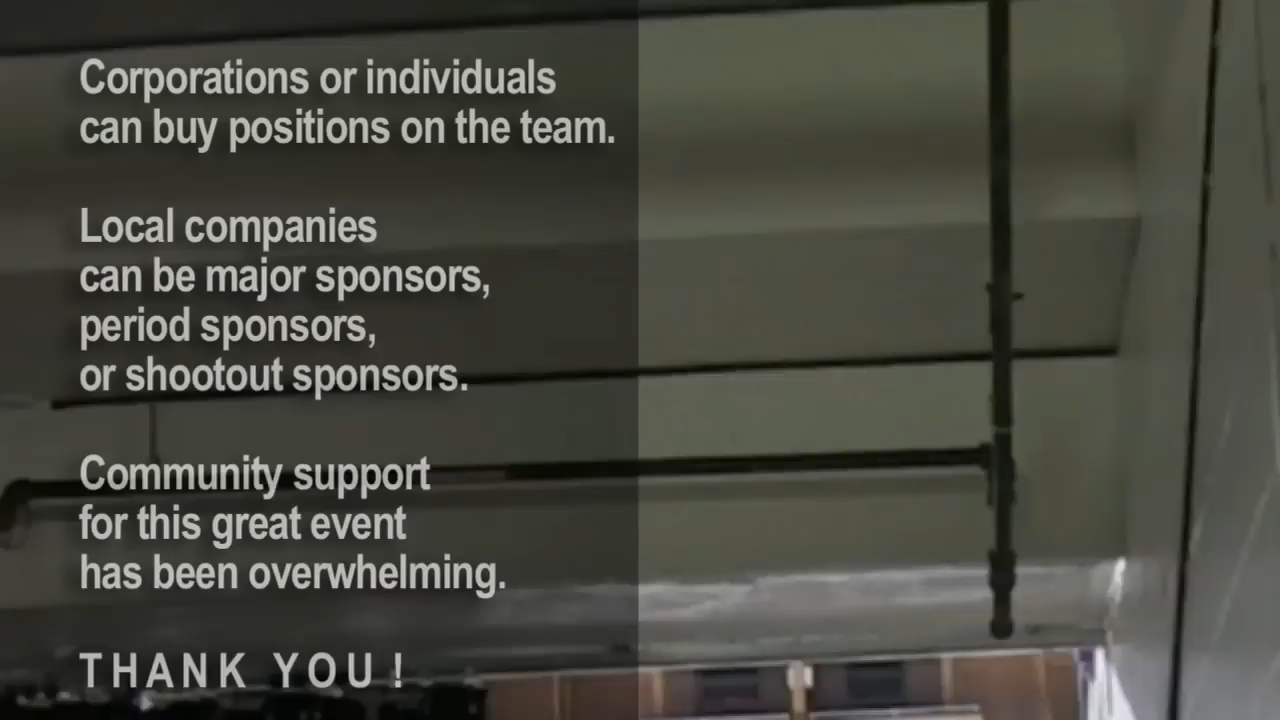 Corporations or individuals
can buy positions on the team.
Local companies
can be major sponsors,
period sponsors,
or shootout sponsors.
Community support
for this great event
has been overwhelming.
THANK YOU !